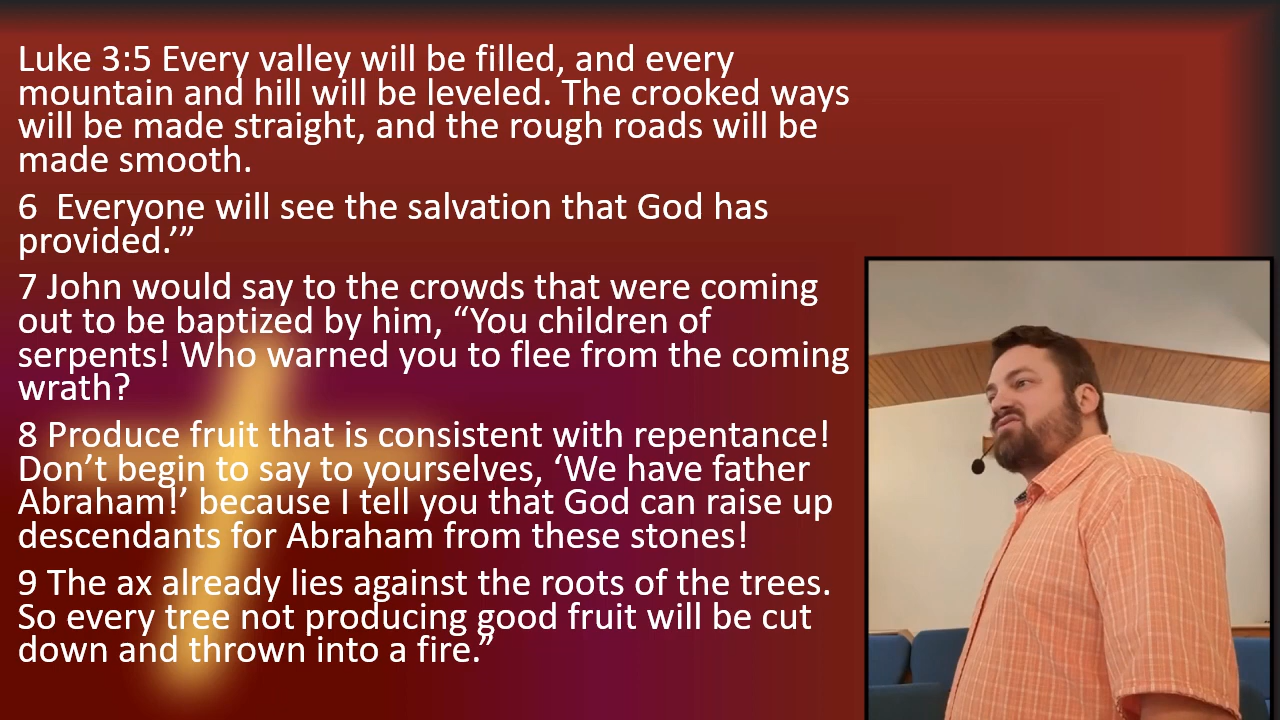 Luke 3:5 Every valley will be filled, and every
mountain and hill will be leveled. The crooked ways
will be made straight, and the rough roads will be
made smooth.
6  Everyone will see the salvation that God has
provided.’”
7 John would say to the crowds that were coming
out to be baptized by him, “You children of
serpents! Who warned you to flee from the coming
wrath?
8 Produce fruit that is consistent with repentance!
Don’t begin to say to yourselves, ‘We have father
Abraham!’ because I tell you that God can raise up
descendants for Abraham from these stones!
9 The ax already lies against the roots of the trees.
So every tree not producing good fruit will be cut
down and thrown into a fire.”